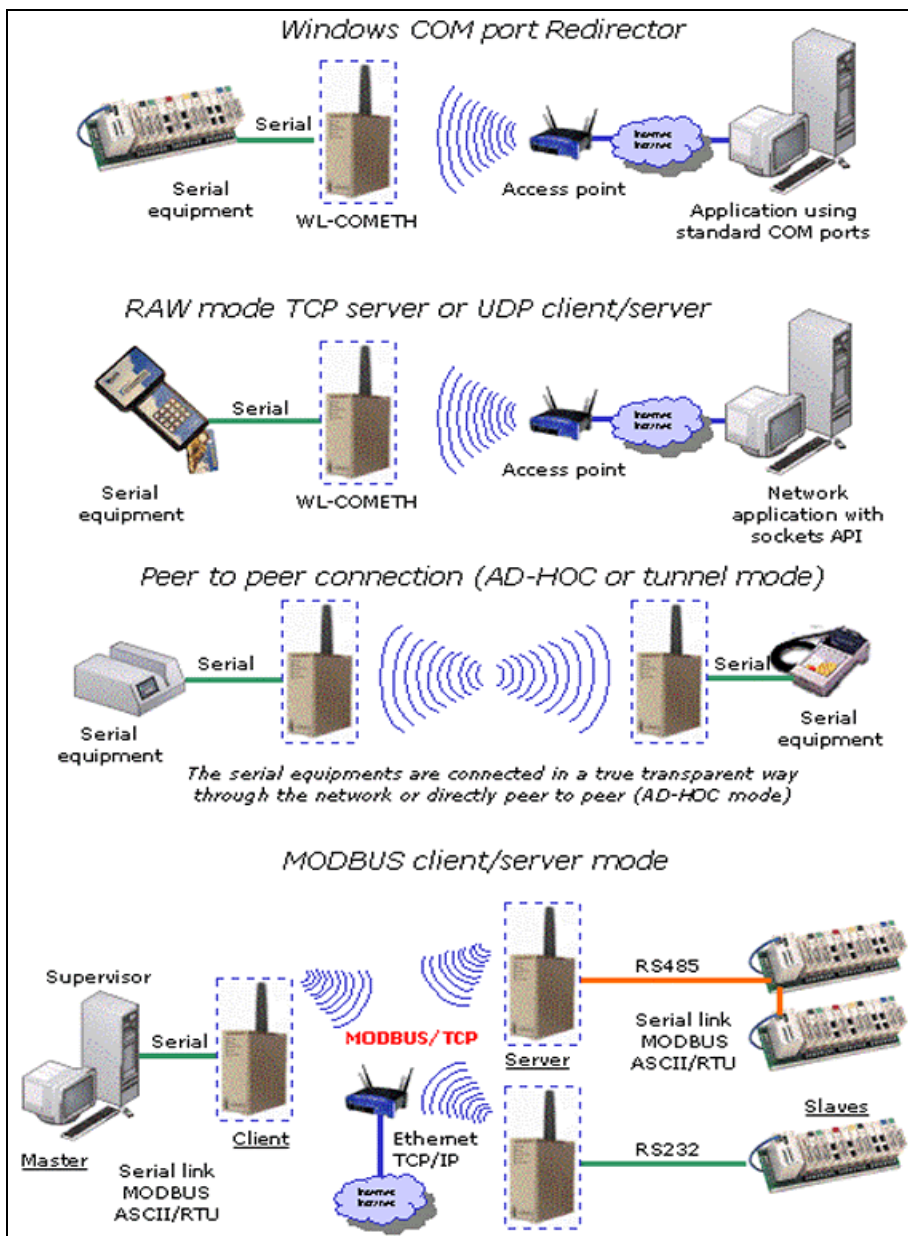 Windows COM port Redirector
Serial
Serial
equipment
WL-COMETH
Access point
Application using
standard COM ports
RAW mode TCP server or UDP client/server
Serial
Serial
equipment
WL-COMETH
Access point
Network
application with
sockets API
Peer to peer connection (AD-HOC or tunnel mode)
Serial
Serial
Serial
equipment
Serial
equipment
The serial equipments are connected in a true transparent way
through the network or directly peer to peer (AD-HOC mode)
MODBUS client/server mode
Supervisor
Serial
Master
Serial link
MODBUS
ASCII/RTU
Client
MODBUS/TCP
Ethernet
TCP/IP
Server
RS485
Serial link
MODBUS
ASCII/RTU
Slaves
RS232